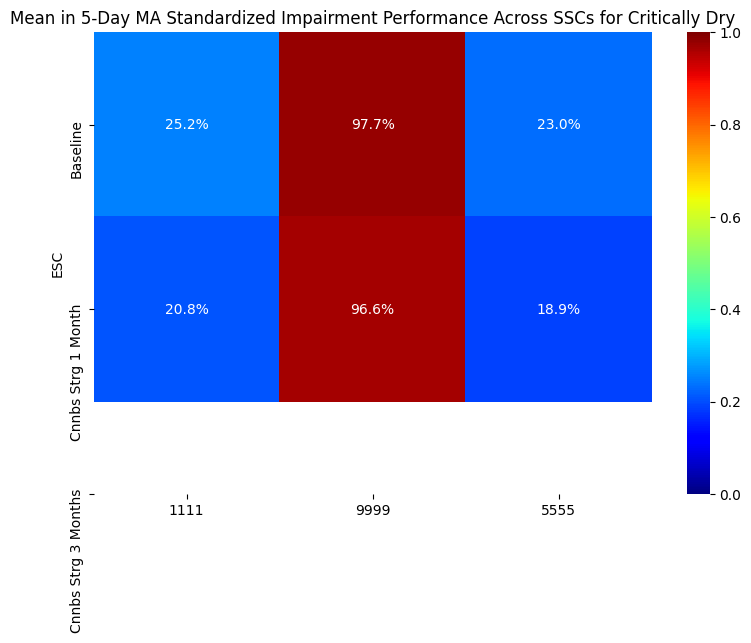 Mean in 5-Day MA Standardized Impairment Performance Across SSCs for Critically Dry
ESC
Baseline
Cnnbs Strg 1 Month
Cnnbs Strg 3 Months
25.2% 97.7% 23.0%
20.8% 96.6% 18.9%
1111 9999 5555
1.0
0.8
0.6
0.4
0.2
0.0